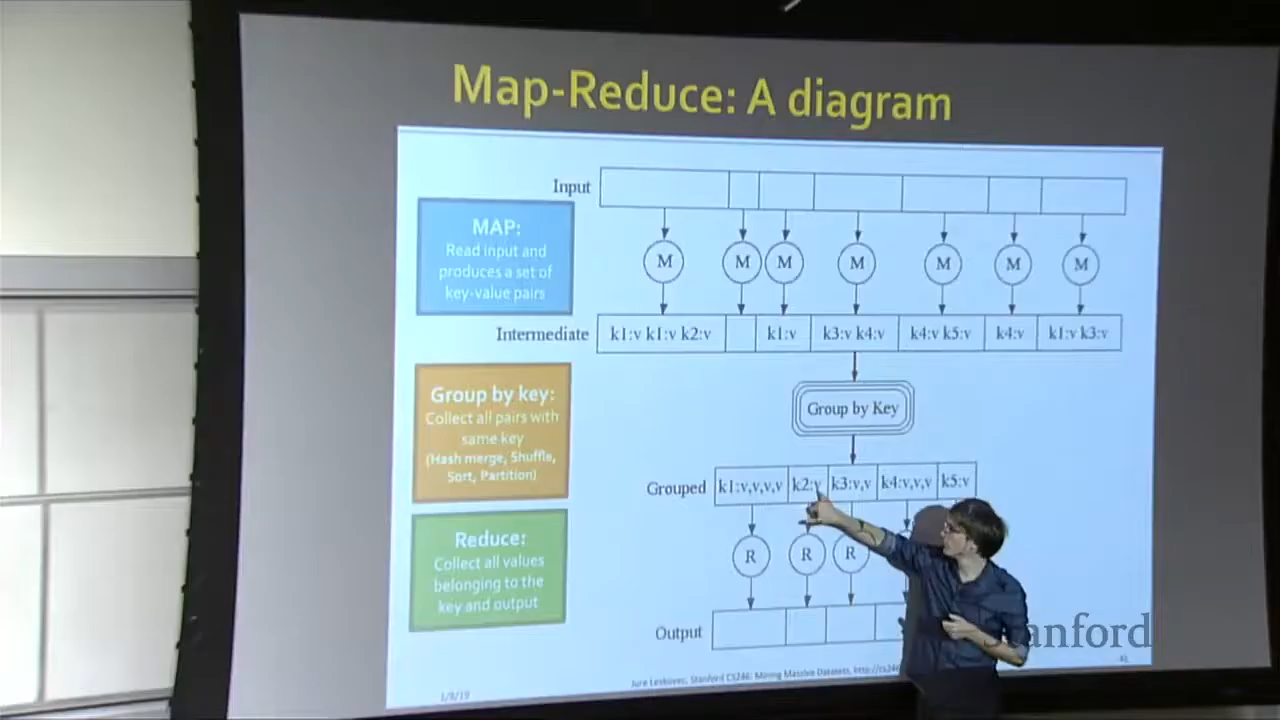 Map-Reduce: A diagram
Input
MAP:
Read input and
produces a set of
key-value pairs
M M M M M M M
Intermediate k1:v k1:v k2:v k1:v k3:v k4:v k4:v k5:v k4:v k1:v k3:v
Group by key:
Collect all pairs with
same key
(Hash merge, Shuffle,
Sort, Partition)
Group by Key
Grouped k1:v,v,v,v k2:v k3:v,v k4:v,v,v k5:v
Reduce:
Collect all values
belonging to the
key and output
R R R
Output
Stanford
Jure Leskovec, Stanford CS246: Mining Massive Datasets, http://cs246
1/8/19